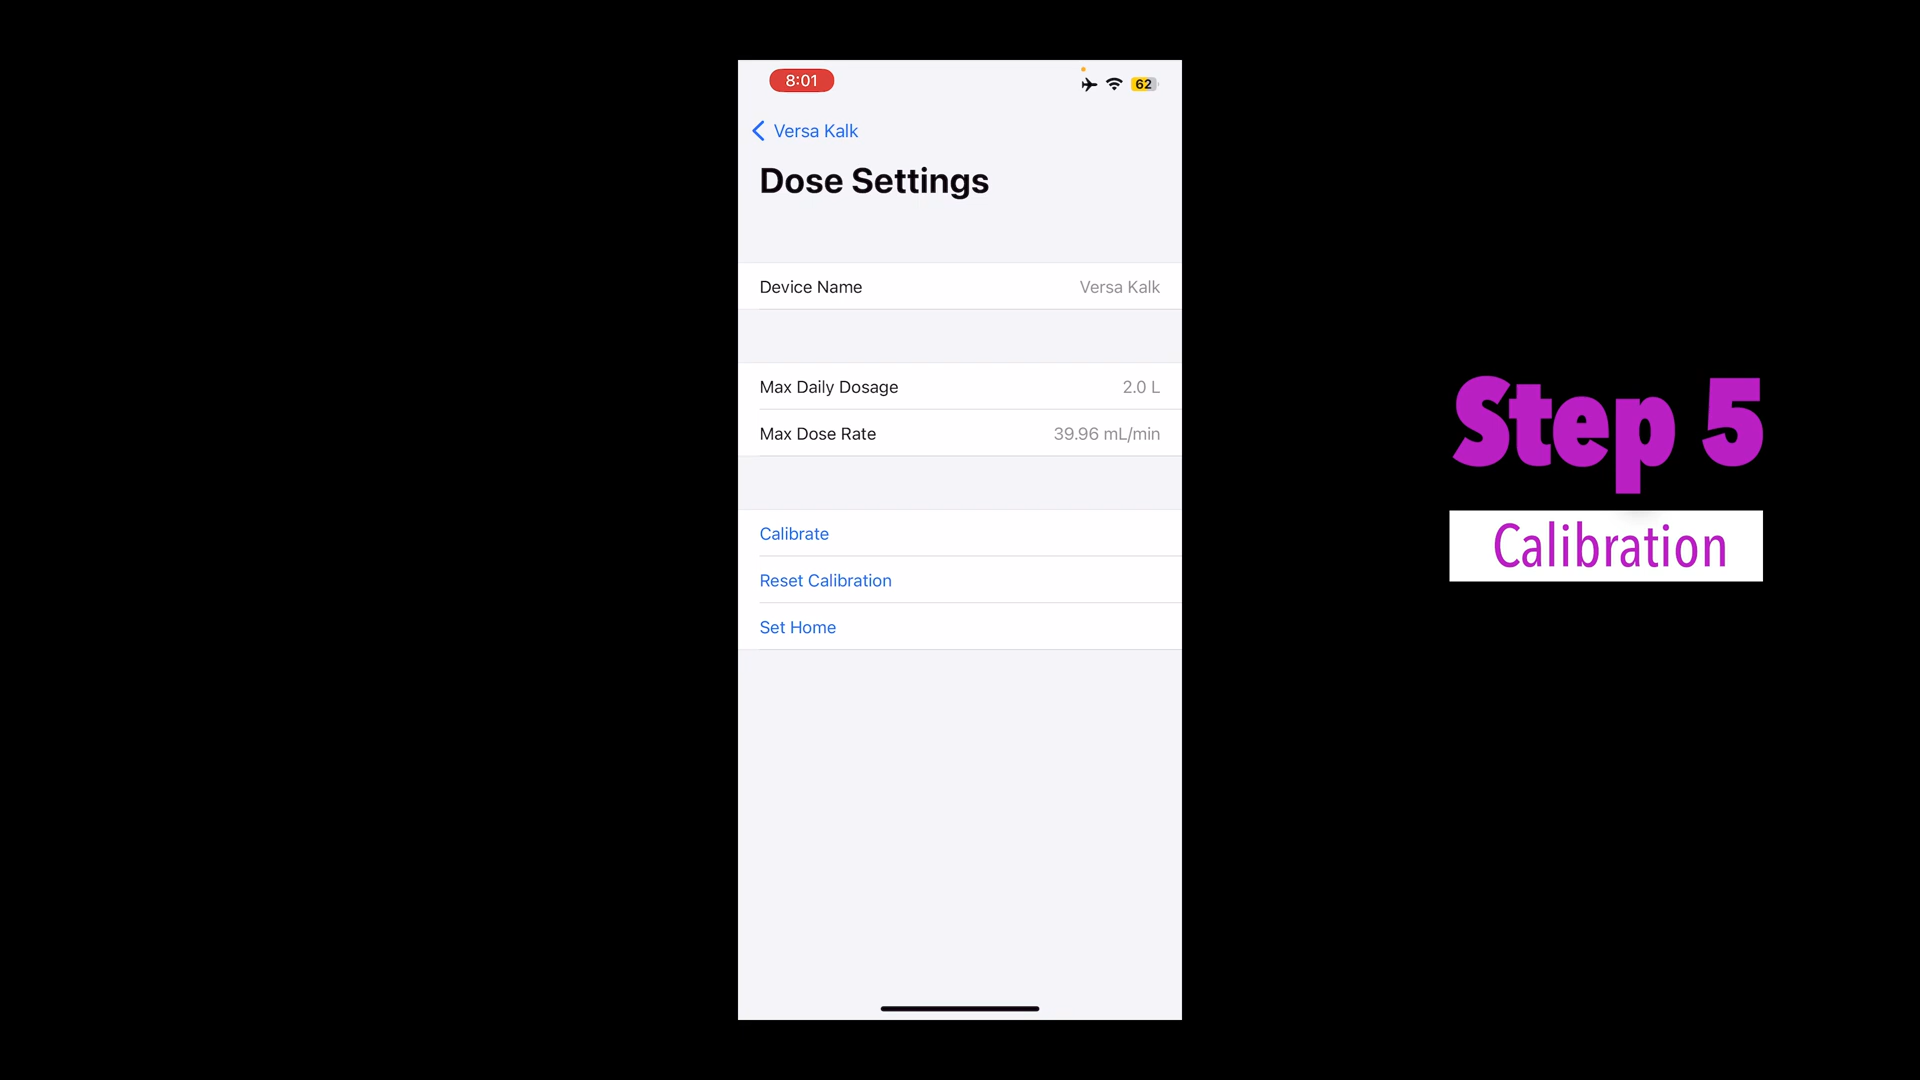 8:01
62
Versa Kalk
Dose Settings
Device Name Versa Kalk
Max Daily Dosage 2.0 L
Max Dose Rate 39.96 mL/min
Calibrate
Reset Calibration
Set Home
Step 5
Calibration